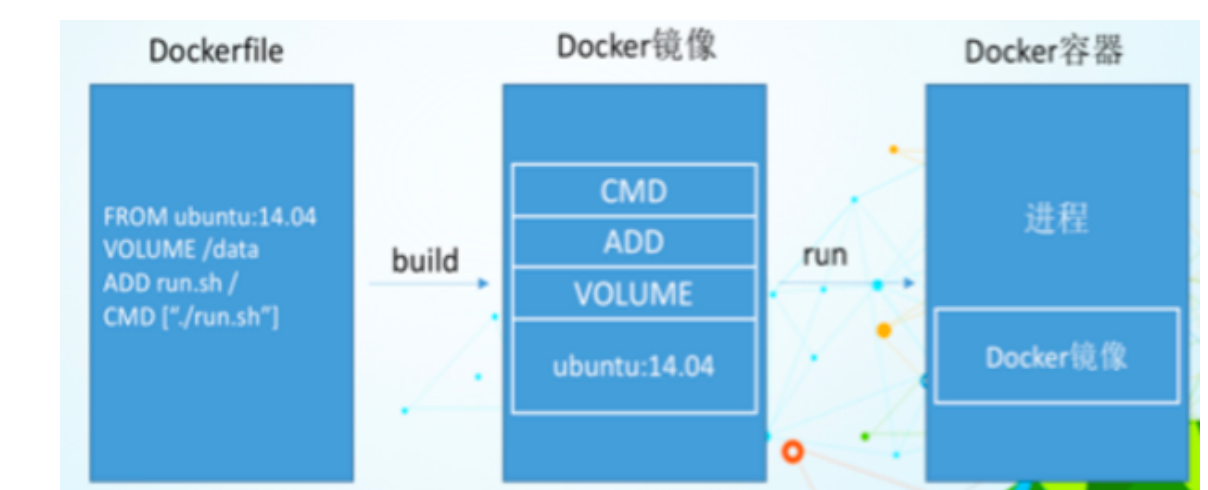 Dockerfile
FROM ubuntu:14.04
VOLUME /data
ADD run.sh /
CMD [“./run.sh”]
build
Docker镜像
CMD
ADD
VOLUME
ubuntu:14.04
run
Docker容器
进程
Docker镜像